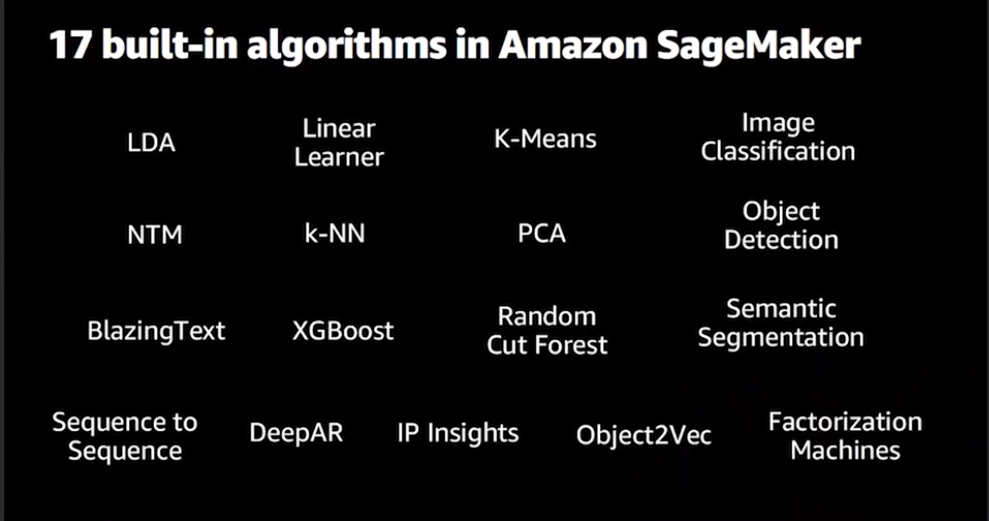 17 built-in algorithms in Amazon SageMaker
LDA
Linear
Learner
K-Means
Image
Classification
NTM
k-NN
PCA
Object
Detection
BlazingText
XGBoost
Random
Cut Forest
Semantic
Segmentation
Sequence to
Sequence
DeepAR
IP Insights
Object2Vec
Factorization
Machines